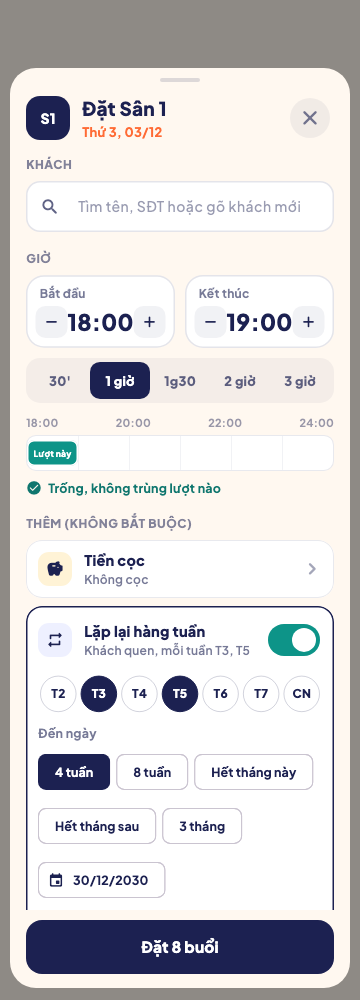 S1
Đặt Sân 1
Thứ 3, 03/12
KHÁCH
Tìm tên, SĐT hoặc gõ khách mới
GIỜ
Bắt đầu
Kết thúc
− 18:00 +
− 19:00 +
30' 1 giờ 1g30 2 giờ 3 giờ
18:00 20:00 22:00 24:00
Lượt này
Trống, không trùng lượt nào
THÊM (KHÔNG BẮT BUỘC)
Tiền cọc
Không cọc
Lặp lại hàng tuần
Khách quen, mỗi tuần T3, T5
T2 T3 T4 T5 T6 T7 CN
Đến ngày
4 tuần 8 tuần Hết tháng này
Hết tháng sau 3 tháng
30/12/2030
Đặt 8 buổi